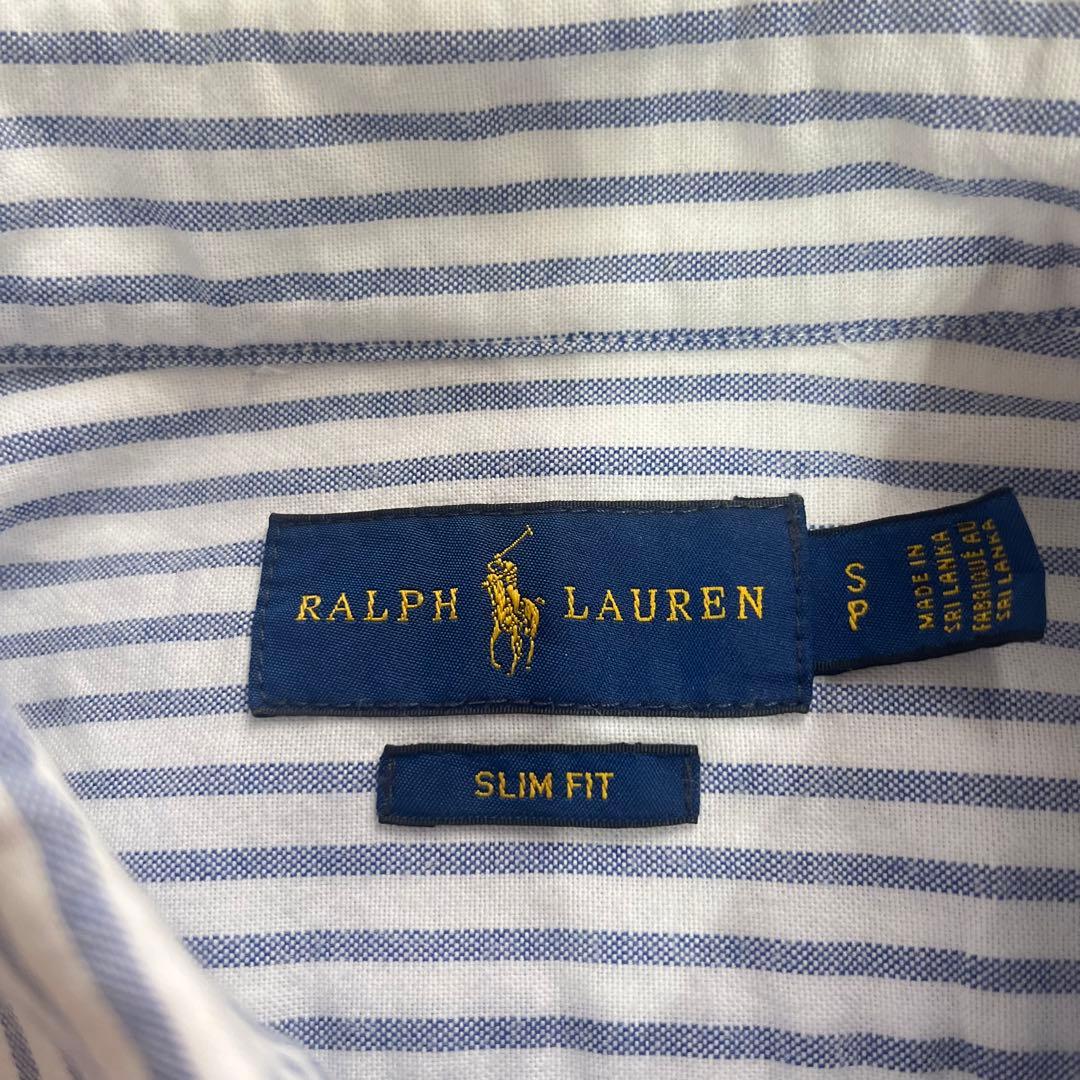 RALPH LAUREN
S
P
MADE IN
SRI LANKA
FABRIQUÉ AU
SRI LANKA
SLIM FIT